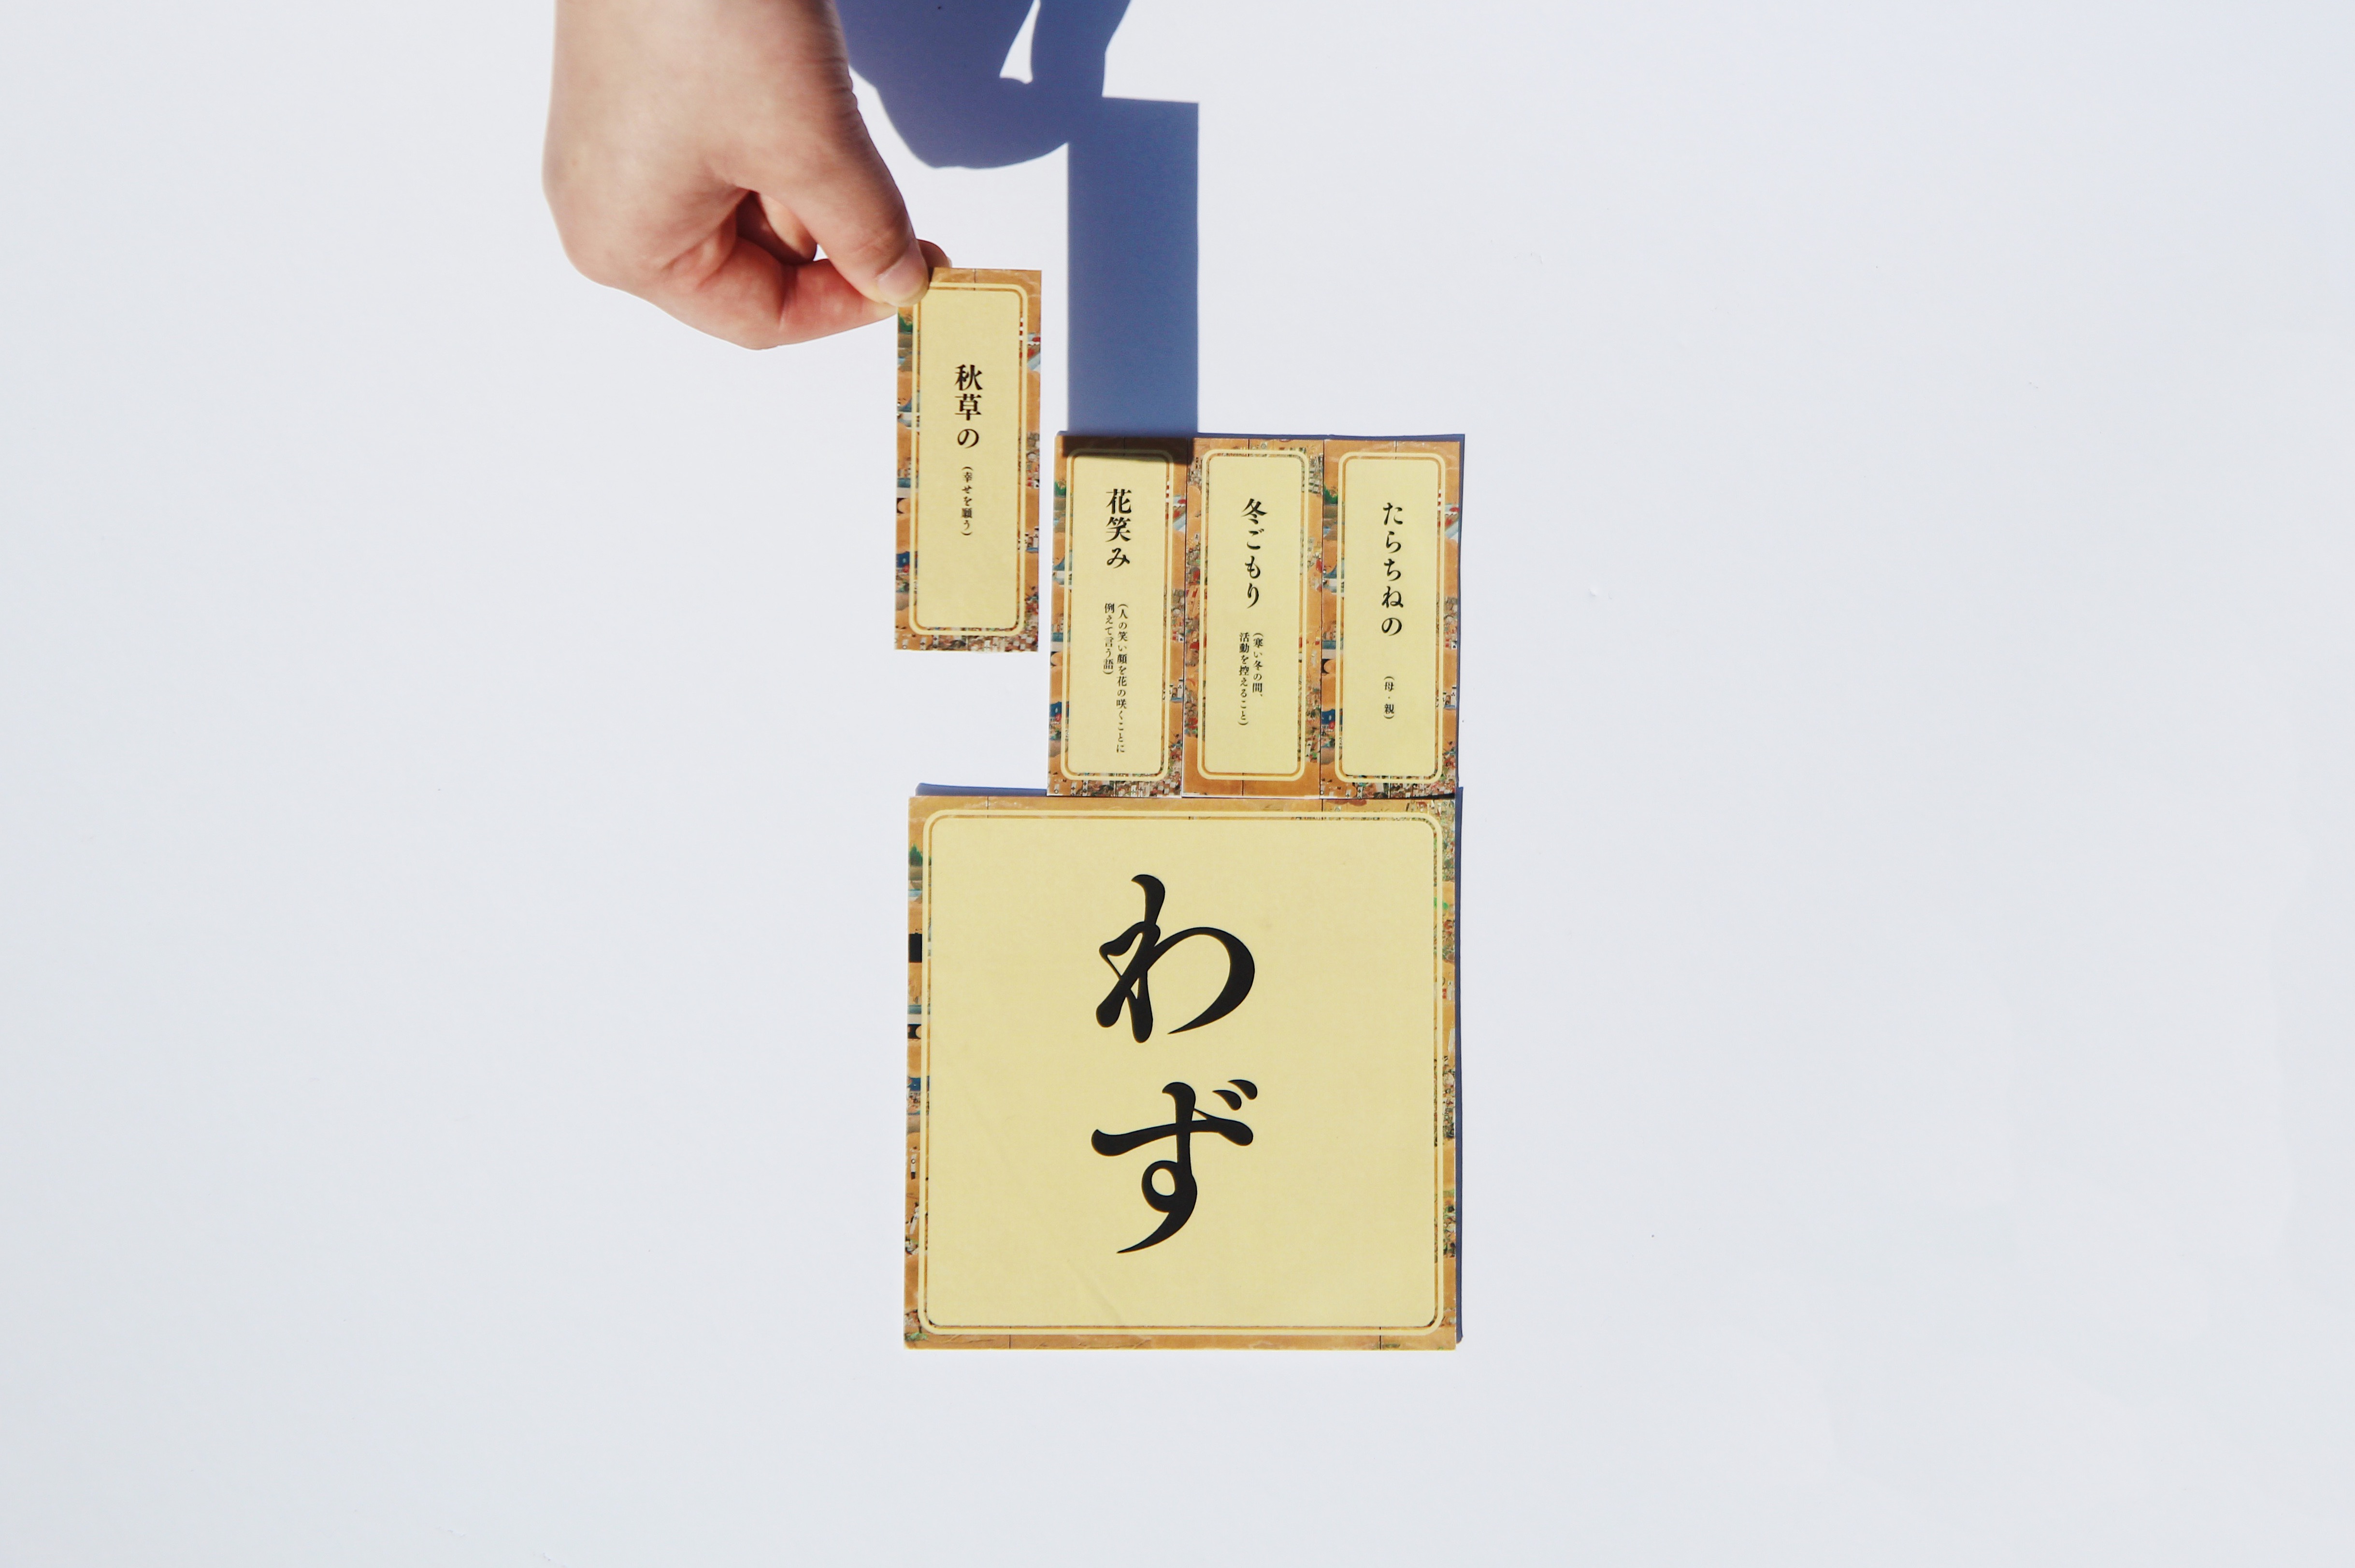 たらちねの
(母・親)
冬ごもり
(寒い冬の間、
活動を控えること)
花笑み
(人の笑い顔を花の咲くことに
例えて言う語)
秋草の
(幸せを願う)
わず